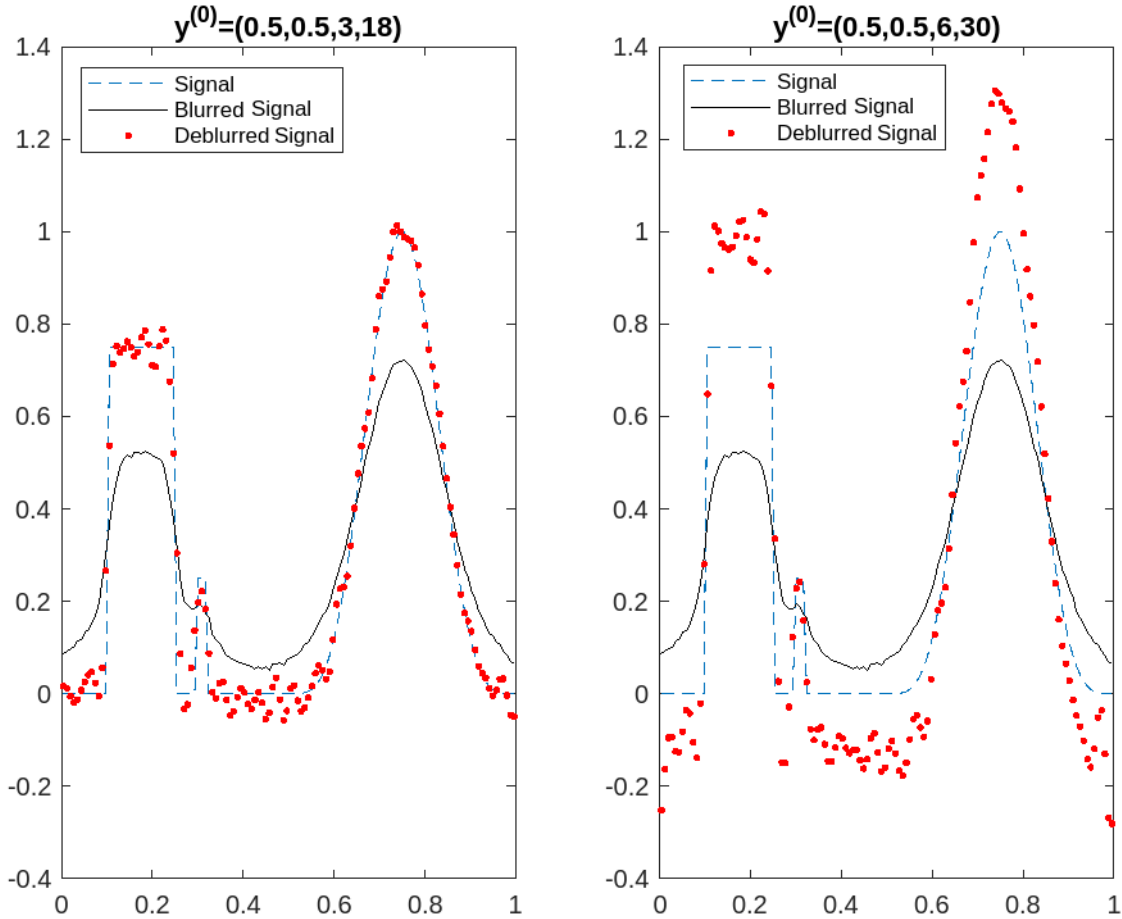 y^(0)=(0.5,0.5,3,18)
1.4
1.2
1
0.8
0.6
0.4
0.2
0
-0.2
-0.4
0 0.2 0.4 0.6 0.8 1
Signal
Blurred Signal
Deblurred Signal
y^(0)=(0.5,0.5,6,30)
1.4
1.2
1
0.8
0.6
0.4
0.2
0
-0.2
-0.4
0 0.2 0.4 0.6 0.8 1
Signal
Blurred Signal
Deblurred Signal